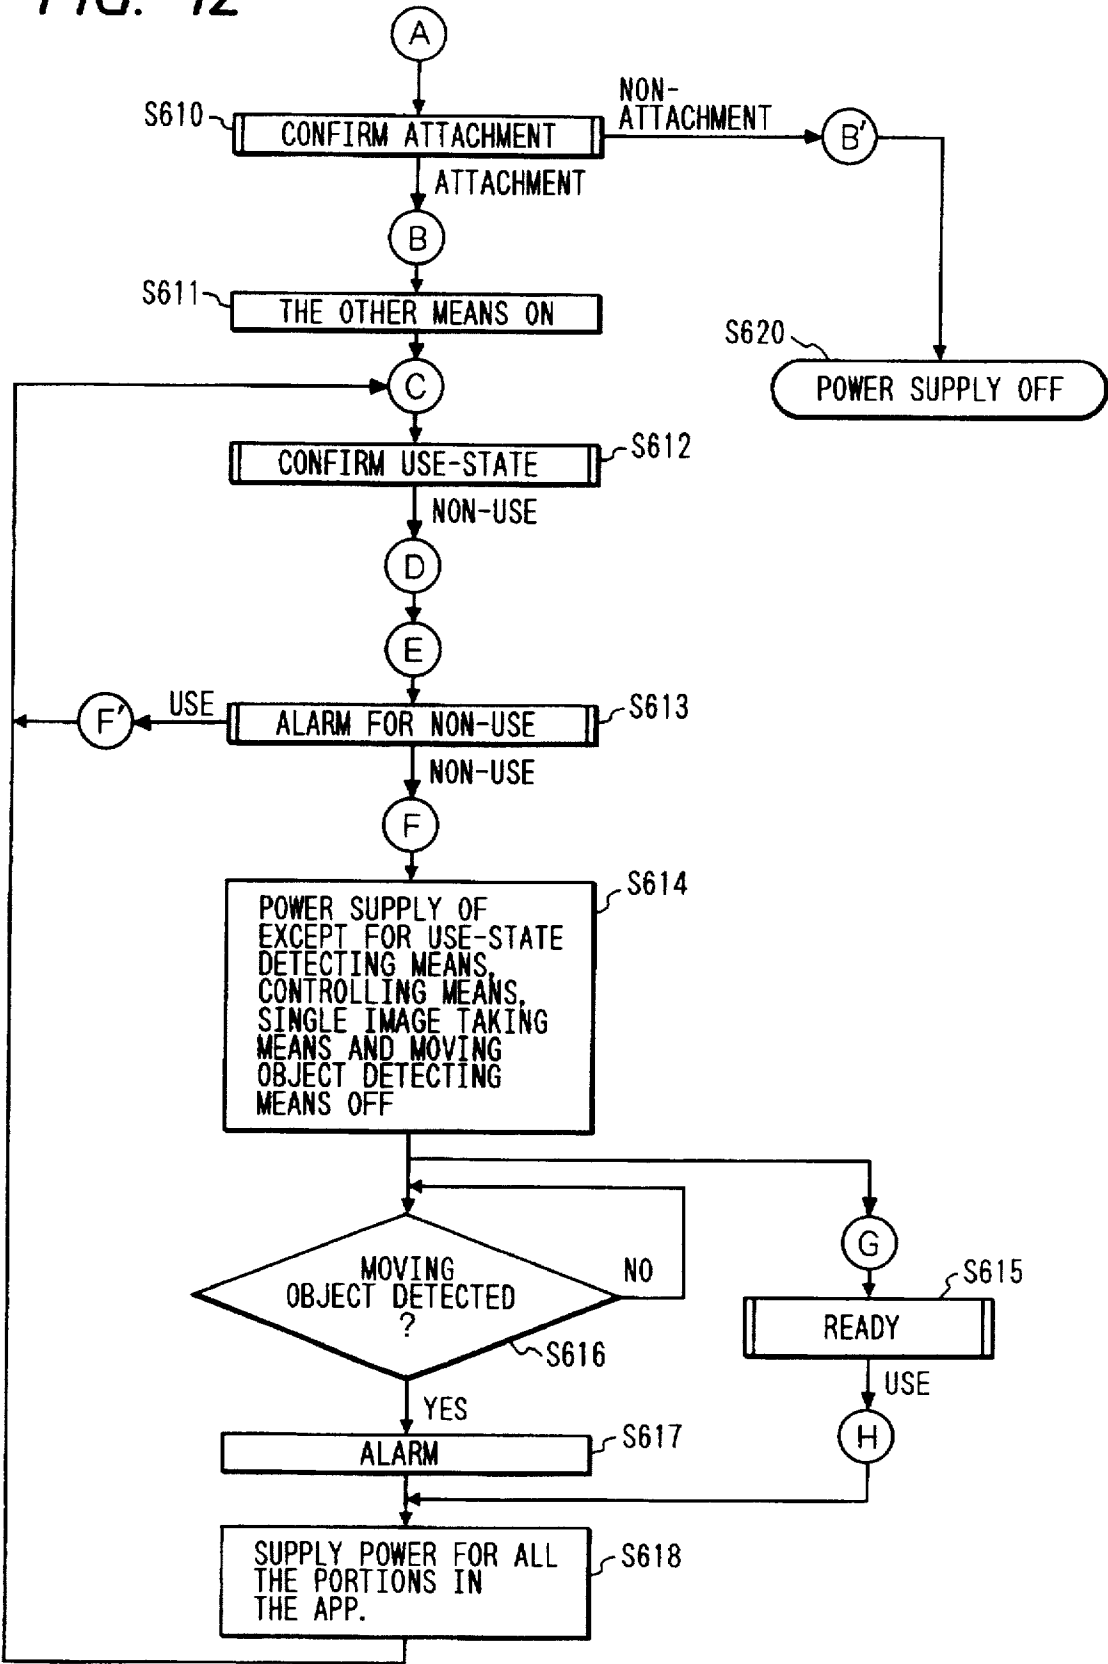 FIG. 42
A
S610
CONFIRM ATTACHMENT
NON-
ATTACHMENT
B'
ATTACHMENT
B
S611
THE OTHER MEANS ON
S620
POWER SUPPLY OFF
C
CONFIRM USE-STATE
S612
NON-USE
D
E
F'
USE
ALARM FOR NON-USE
S613
NON-USE
F
S614
POWER SUPPLY OF
EXCEPT FOR USE-STATE
DETECTING MEANS,
CONTROLLING MEANS,
SINGLE IMAGE TAKING
MEANS AND MOVING
OBJECT DETECTING
MEANS OFF
G
MOVING
OBJECT DETECTED
?
NO
S615
READY
S616
USE
YES
H
ALARM
S617
SUPPLY POWER FOR ALL
THE PORTIONS IN
THE APP.
S618